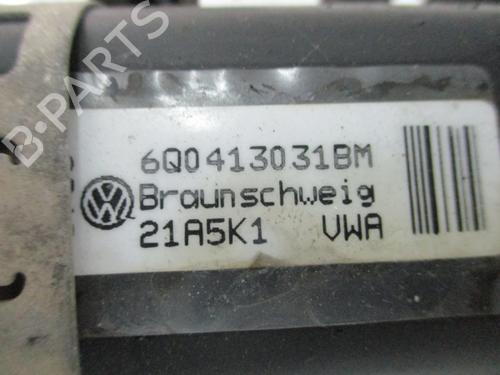 B-PARTS
6Q0413031BM
Braunschweig
21A5K1 VWA